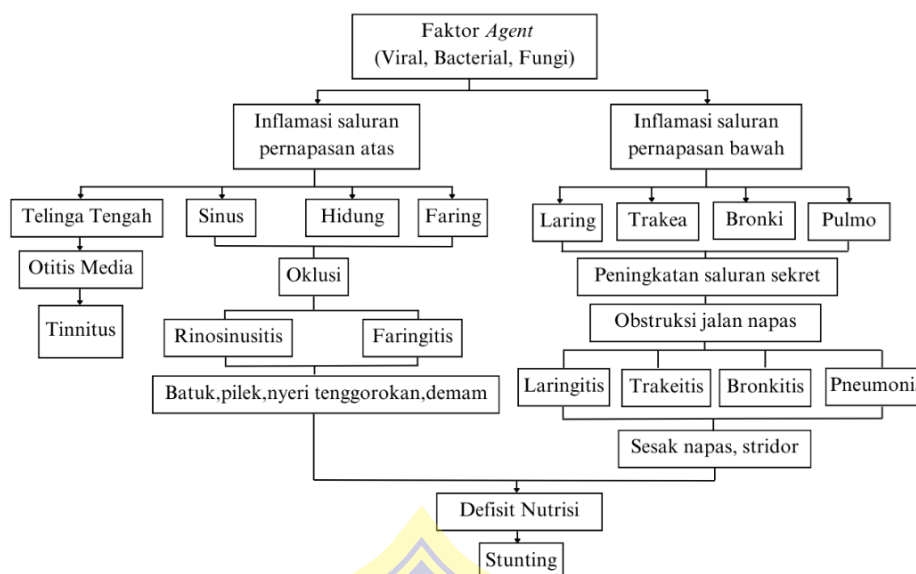 Faktor Agent
(Viral, Bacterial, Fungi)
Inflamasi saluran
pernapasan atas
Inflamasi saluran
pernapasan bawah
Telinga Tengah
Sinus
Hidung
Faring
Laring
Trakea
Bronki
Pulmo
Otitis Media
Oklusi
Peningkatan saluran sekret
Tinnitus
Obstruksi jalan napas
Rinosinusitis
Faringitis
Laringitis
Trakeitis
Bronkitis
Pneumonia
Batuk,pilek,nyeri tenggorokan,demam
Sesak napas, stridor
Defisit Nutrisi
Stunting